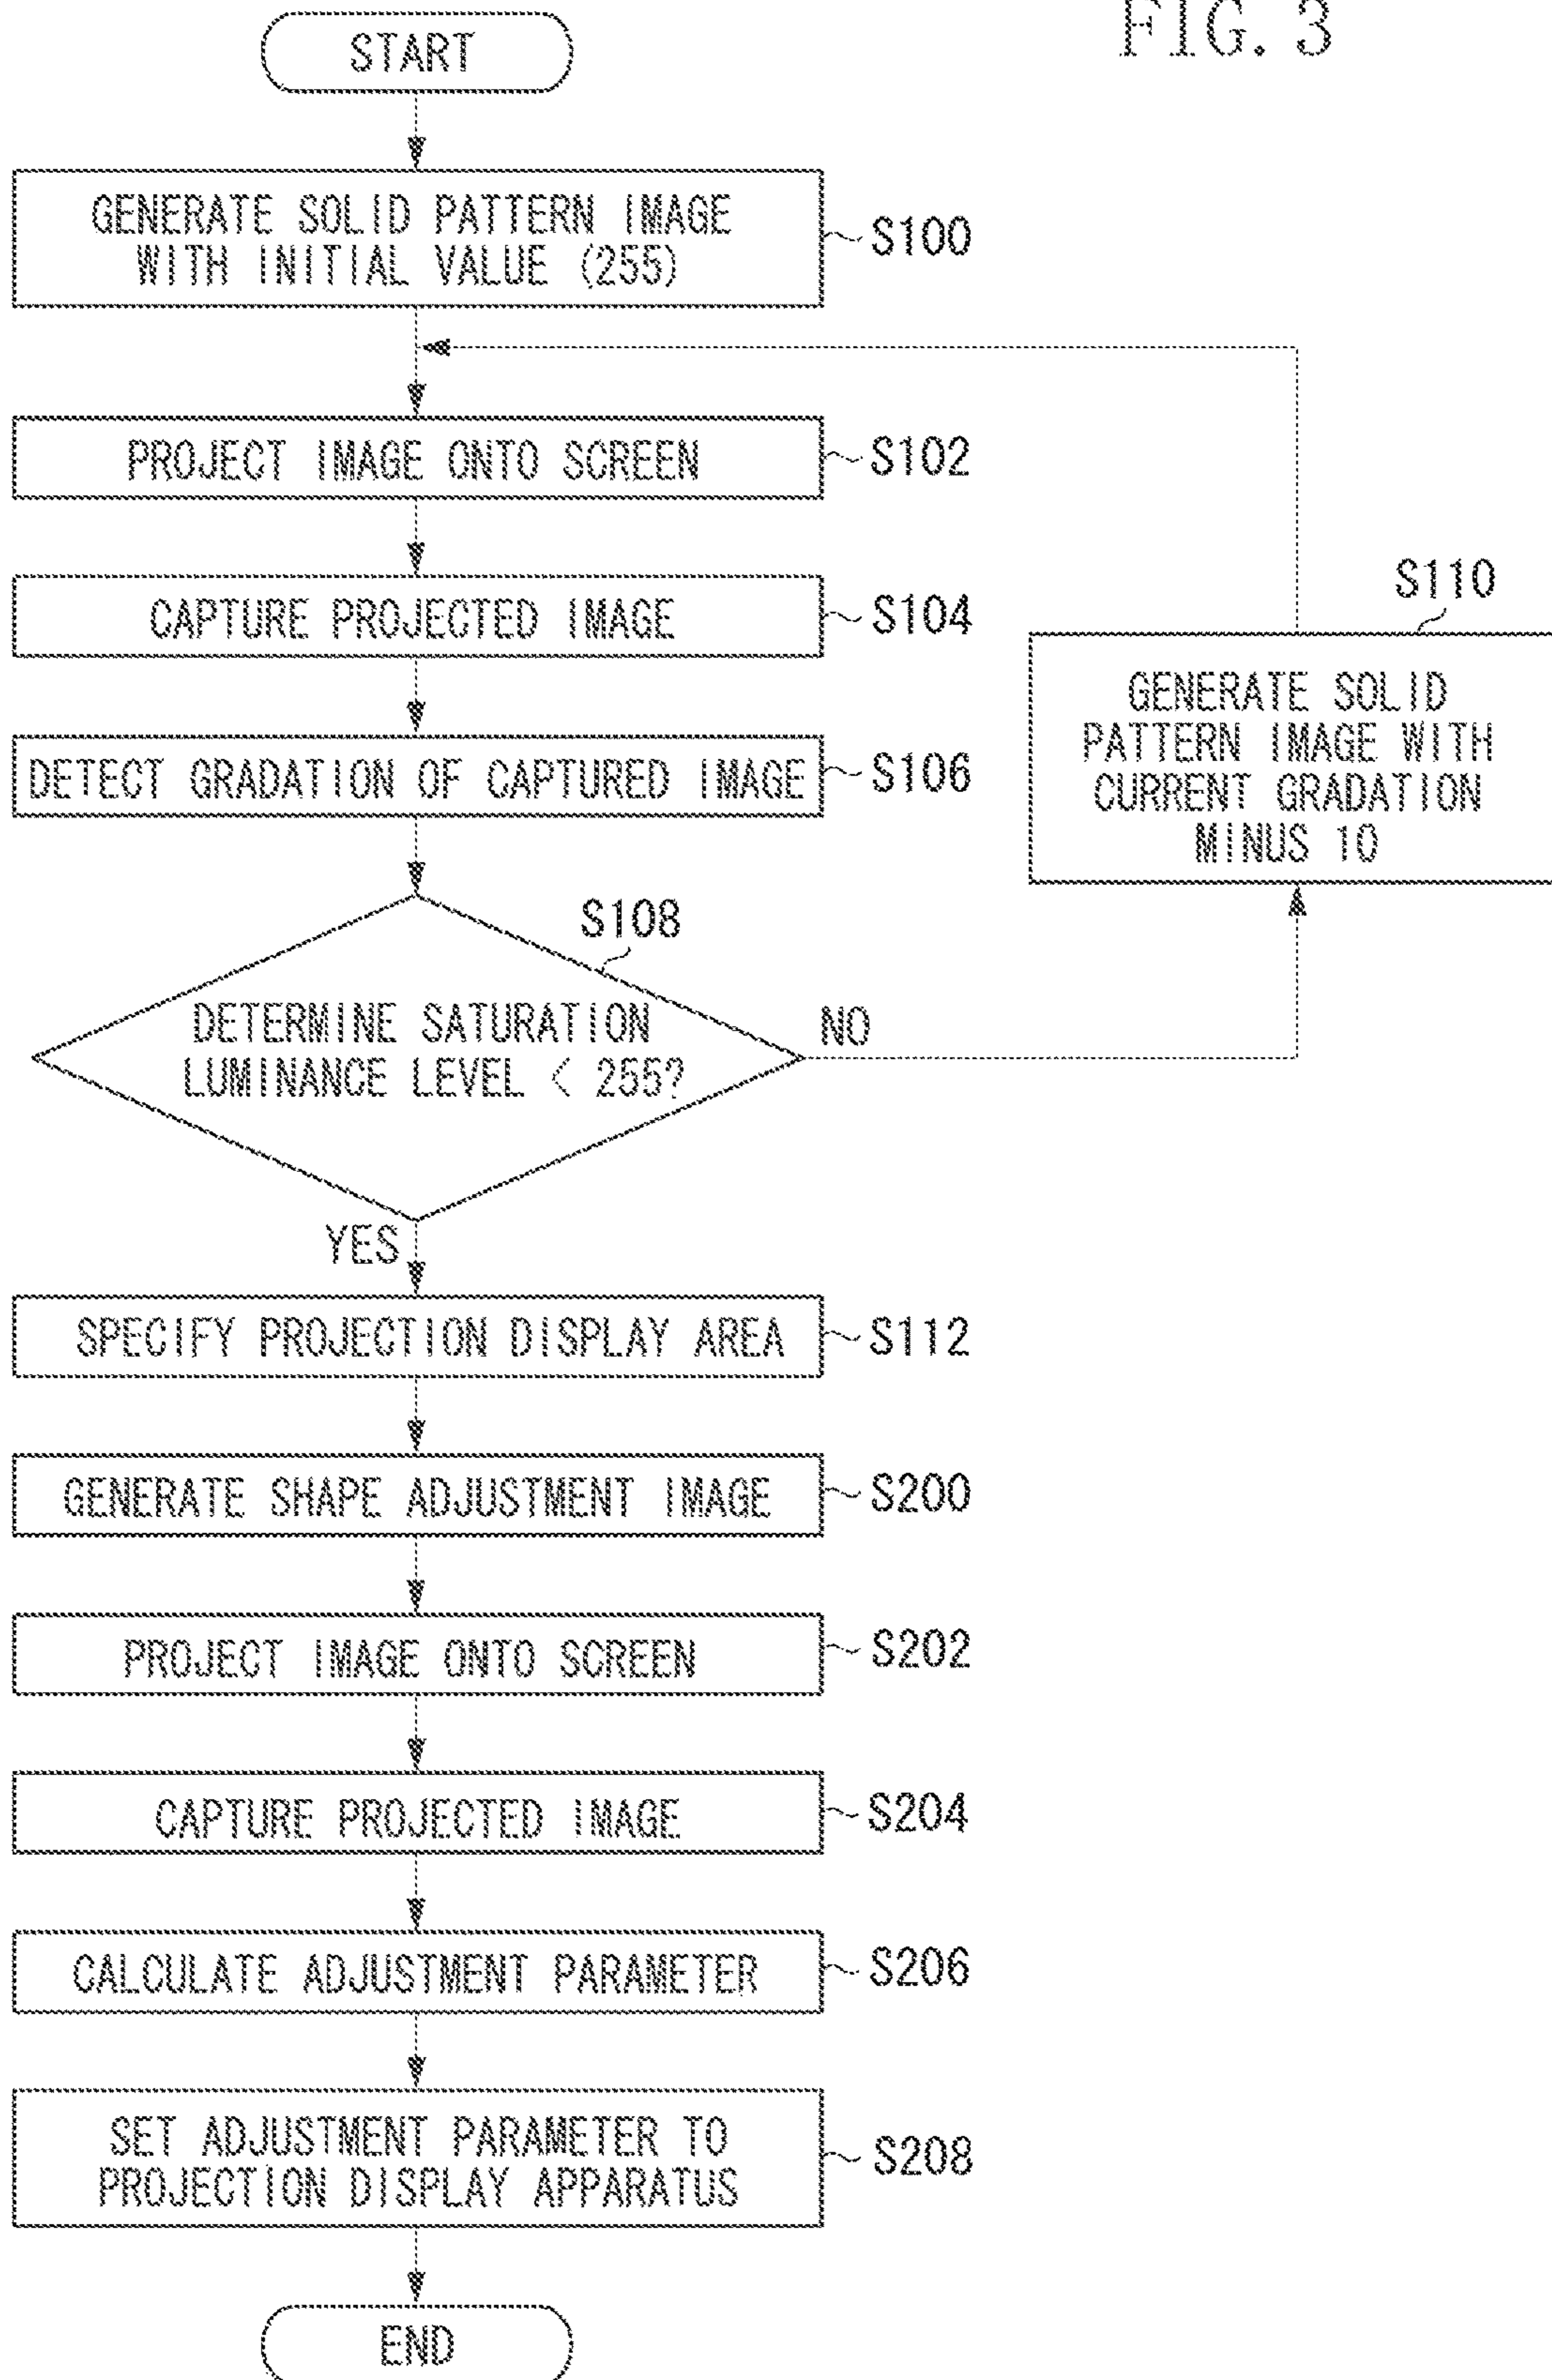 FIG. 3
START
GENERATE SOLID PATTERN IMAGE
WITH INITIAL VALUE (255)
S100
PROJECT IMAGE ONTO SCREEN
S102
CAPTURE PROJECTED IMAGE
S104
DETECT GRADATION OF CAPTURED IMAGE
S106
S110
GENERATE SOLID
PATTERN IMAGE WITH
CURRENT GRADATION
MINUS 10
S108
DETERMINE SATURATION
LUMINANCE LEVEL < 255?
NO
YES
SPECIFY PROJECTION DISPLAY AREA
S112
GENERATE SHAPE ADJUSTMENT IMAGE
S200
PROJECT IMAGE ONTO SCREEN
S202
CAPTURE PROJECTED IMAGE
S204
CALCULATE ADJUSTMENT PARAMETER
S206
SET ADJUSTMENT PARAMETER TO
PROJECTION DISPLAY APPARATUS
S208
END